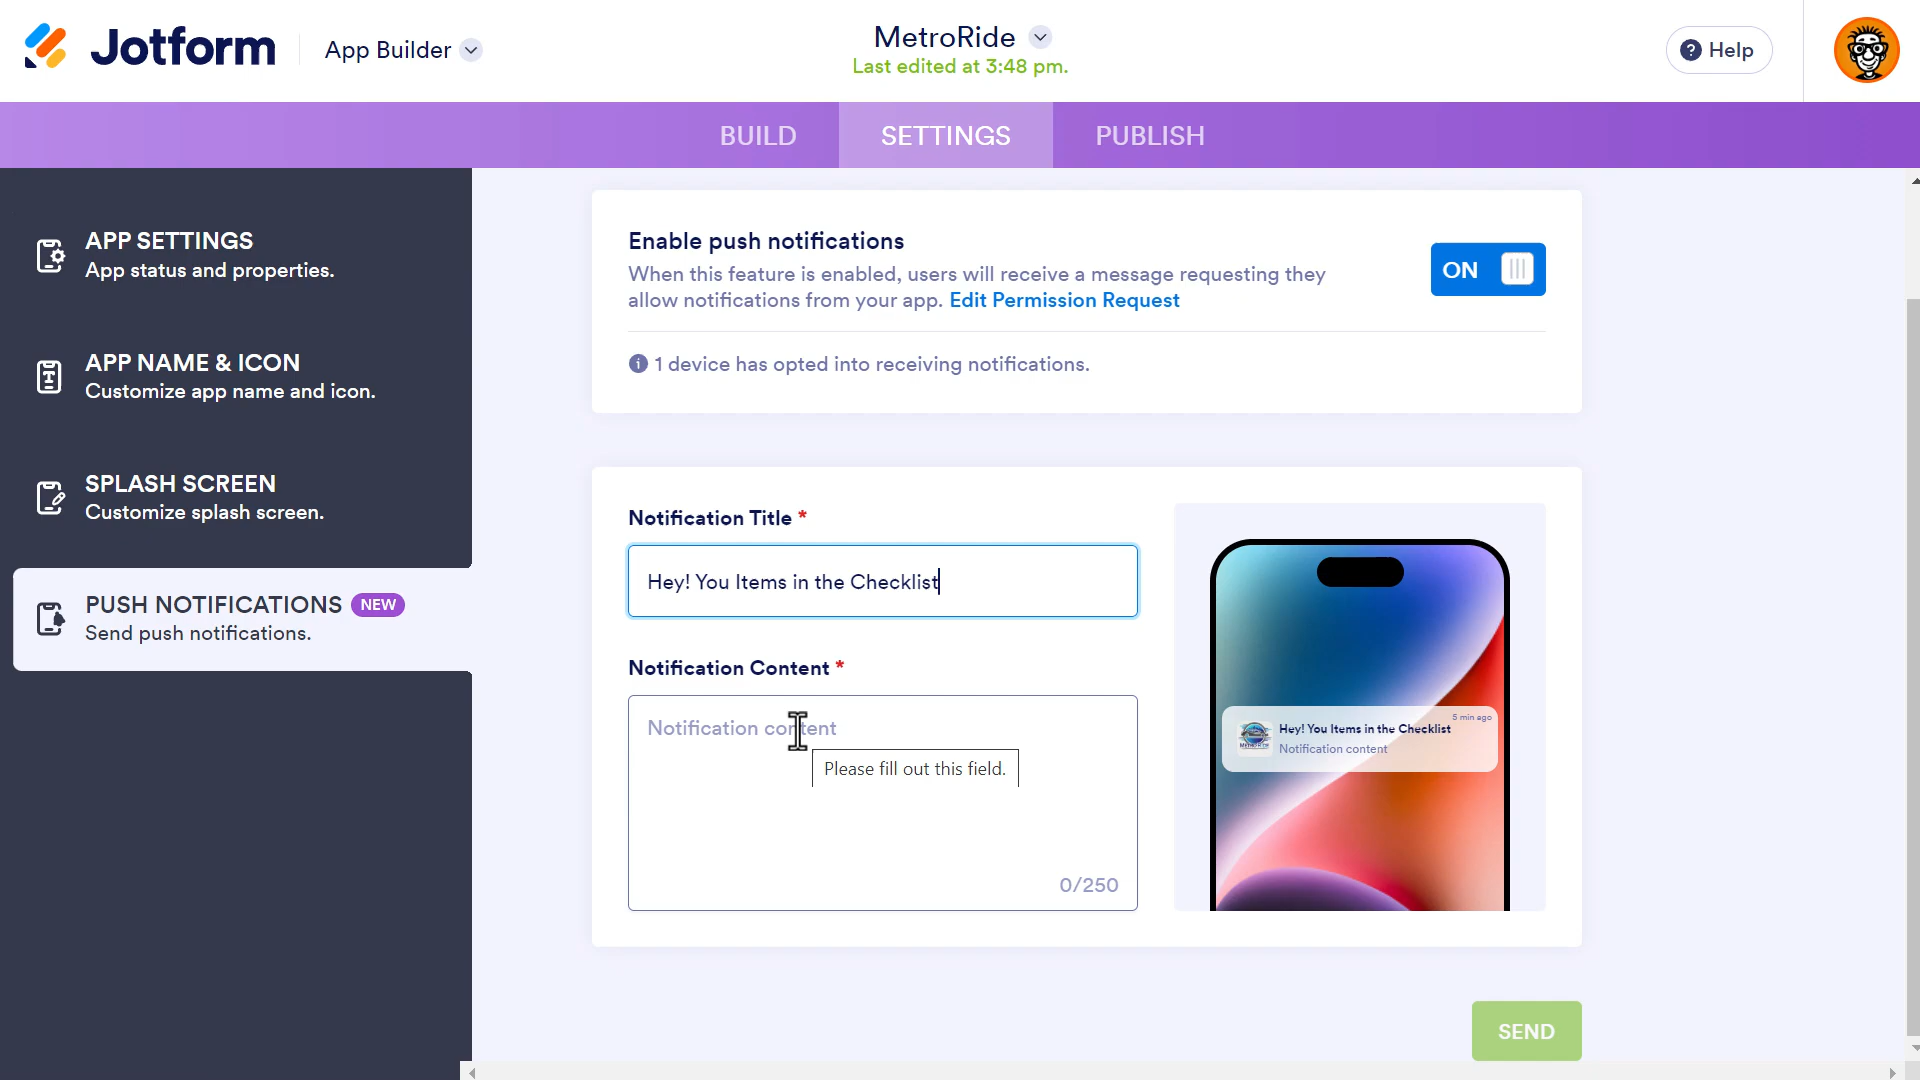 Jotform
App Builder
MetroRide
Last edited at 3:48 pm.
? Help
BUILD
SETTINGS
PUBLISH
APP SETTINGS
App status and properties.
APP NAME & ICON
Customize app name and icon.
SPLASH SCREEN
Customize splash screen.
PUSH NOTIFICATIONS NEW
Send push notifications.
Enable push notifications
When this feature is enabled, users will receive a message requesting they
allow notifications from your app. Edit Permission Request
ON
1 device has opted into receiving notifications.
Notification Title *
Hey! You Items in the Checklist
Notification Content *
Notification content
Please fill out this field.
0/250
5 min ago
Hey! You Items in the Checklist
Notification content
SEND